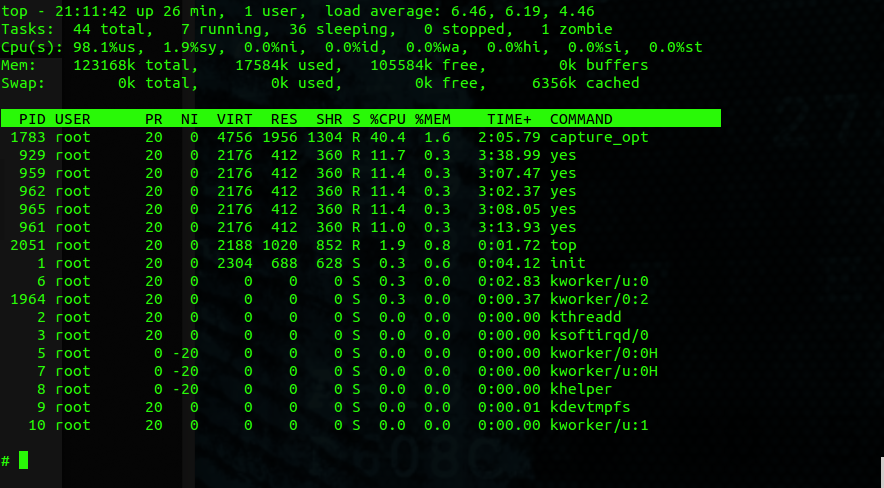 top - 21:11:42 up 26 min,  1 user,  load average: 6.46, 6.19, 4.46
Tasks:  44 total,   7 running,  36 sleeping,   0 stopped,   1 zombie
Cpu(s): 98.1%us,  1.9%sy,  0.0%ni,  0.0%id,  0.0%wa,  0.0%hi,  0.0%si,  0.0%st
Mem:    123168k total,    17584k used,   105584k free,        0k buffers
Swap:        0k total,        0k used,        0k free,     6356k cached
  PID USER      PR  NI  VIRT  RES  SHR S %CPU %MEM    TIME+  COMMAND
 1783 root      20   0  4756 1956 1304 R 40.4  1.6   2:05.79 capture_opt
  929 root      20   0  2176  412  360 R 11.7  0.3   3:38.99 yes
  959 root      20   0  2176  412  360 R 11.4  0.3   3:07.47 yes
  962 root      20   0  2176  412  360 R 11.4  0.3   3:02.37 yes
  965 root      20   0  2176  412  360 R 11.4  0.3   3:08.05 yes
  961 root      20   0  2176  412  360 R 11.0  0.3   3:13.93 yes
 2051 root      20   0  2188 1020  852 R  1.9  0.8   0:01.72 top
    1 root      20   0  2304  688  628 S  0.3  0.6   0:04.12 init
    6 root      20   0     0    0    0 S  0.3  0.0   0:02.83 kworker/u:0
 1964 root      20   0     0    0    0 S  0.3  0.0   0:00.37 kworker/0:2
    2 root      20   0     0    0    0 S  0.0  0.0   0:00.00 kthreadd
    3 root      20   0     0    0    0 S  0.0  0.0   0:00.00 ksoftirqd/0
    5 root       0 -20     0    0    0 S  0.0  0.0   0:00.00 kworker/0:0H
    7 root       0 -20     0    0    0 S  0.0  0.0   0:00.00 kworker/u:0H
    8 root       0 -20     0    0    0 S  0.0  0.0   0:00.00 khelper
    9 root      20   0     0    0    0 S  0.0  0.0   0:00.01 kdevtmpfs
   10 root      20   0     0    0    0 S  0.0  0.0   0:00.00 kworker/u:1
#